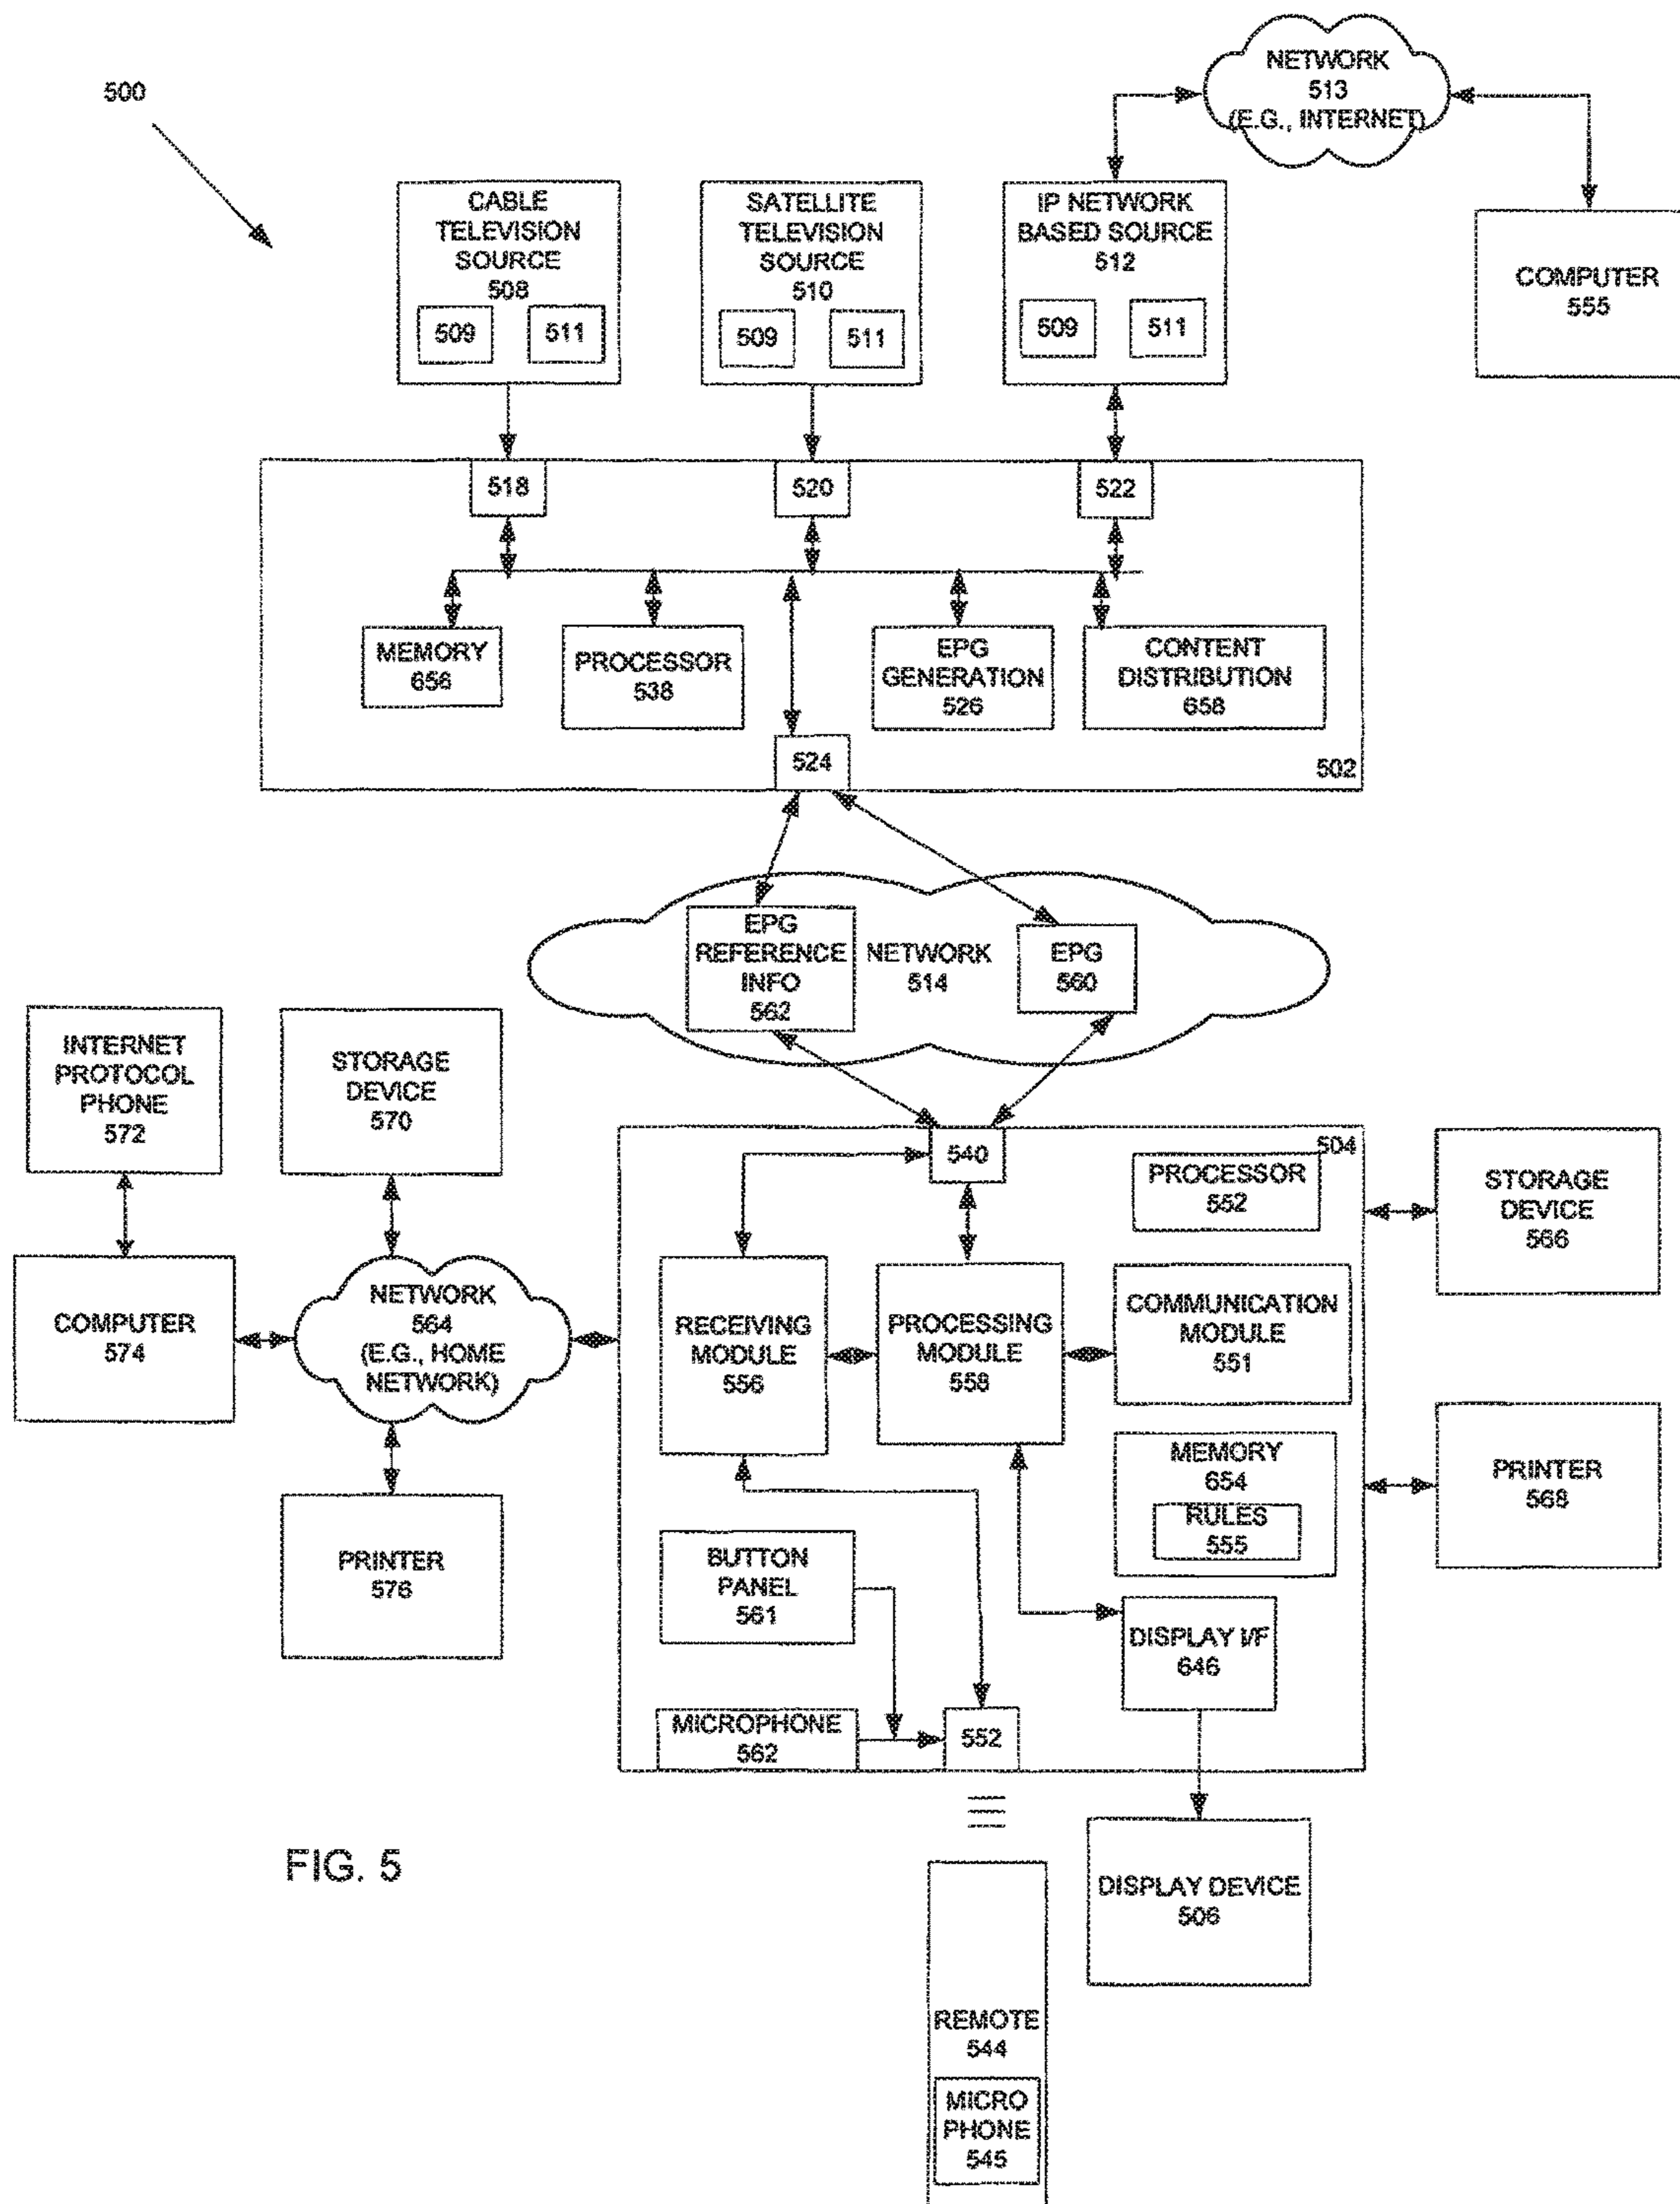 500
NETWORK
513
(E.G., INTERNET)
CABLE
TELEVISION
SOURCE
508
509
511
SATELLITE
TELEVISION
SOURCE
510
509
511
IP NETWORK
BASED SOURCE
512
509
511
COMPUTER
555
518
520
522
MEMORY
656
PROCESSOR
538
EPG
GENERATION
526
CONTENT
DISTRIBUTION
658
524
502
EPG
REFERENCE
INFO
562
NETWORK
514
EPG
560
INTERNET
PROTOCOL
PHONE
572
STORAGE
DEVICE
570
COMPUTER
574
NETWORK
564
(E.G., HOME
NETWORK)
PRINTER
576
540
504
PROCESSOR
552
STORAGE
DEVICE
566
RECEIVING
MODULE
556
PROCESSING
MODULE
558
COMMUNICATION
MODULE
551
MEMORY
654
RULES
555
PRINTER
568
BUTTON
PANEL
561
DISPLAY I/F
646
MICROPHONE
562
552
FIG. 5
DISPLAY DEVICE
506
REMOTE
544
MICRO
PHONE
545